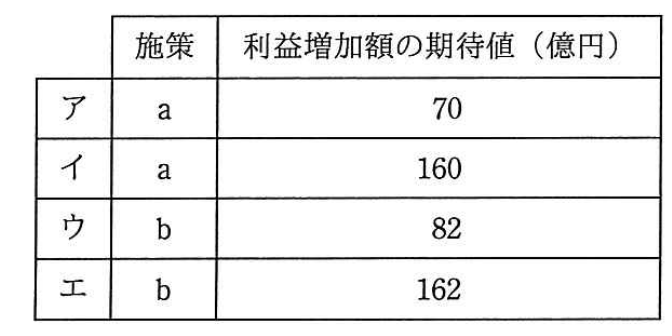 施策 利益増加額の期待値（億円）
ア a 70
イ a 160
ウ b 82
エ b 162